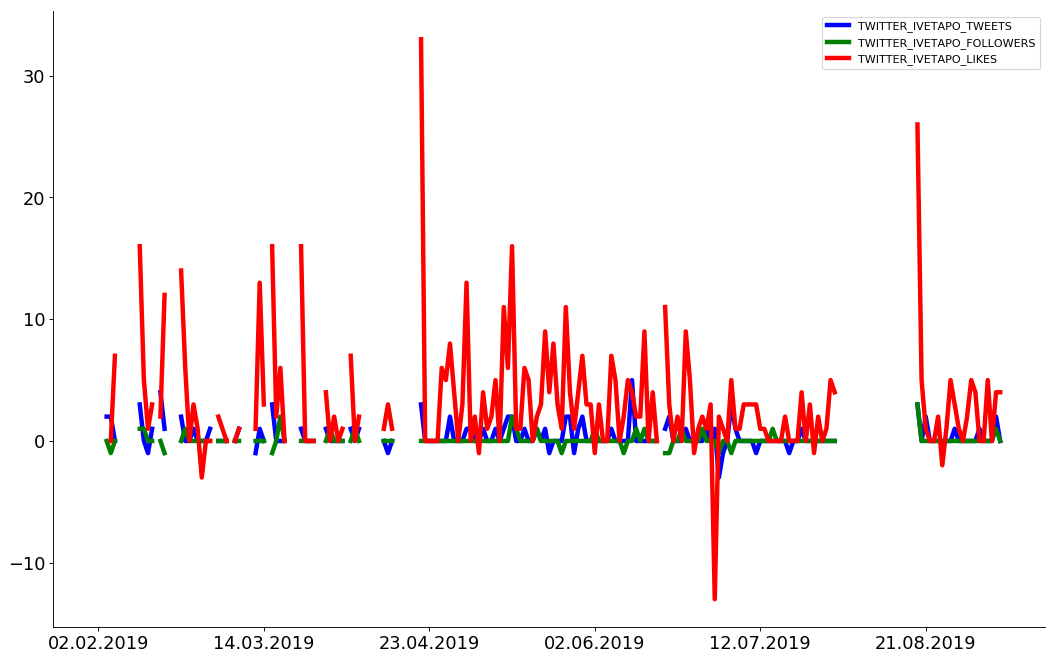 TWITTER_IVETAPO_TWEETS
TWITTER_IVETAPO_FOLLOWERS
TWITTER_IVETAPO_LIKES
30
20
10
0
−10
02.02.2019 14.03.2019 23.04.2019 02.06.2019 12.07.2019 21.08.2019